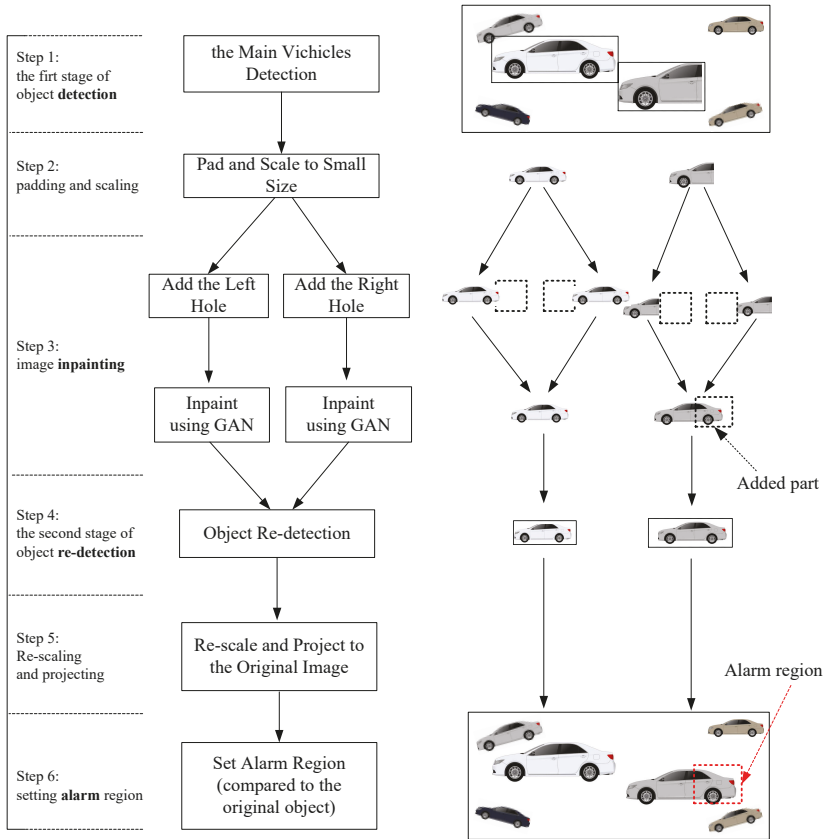 Step 1:
the firt stage of
object detection
the Main Vichicles
Detection
Step 2:
padding and scaling
Pad and Scale to Small
Size
Step 3:
image inpainting
Add the Left
Hole
Add the Right
Hole
Inpaint
using GAN
Inpaint
using GAN
Added part
Step 4:
the second stage of
object re-detection
Object Re-detection
Step 5:
Re-scaling
and projecting
Re-scale and Project to
the Original Image
Alarm region
Step 6:
setting alarm region
Set Alarm Region
(compared to the
original object)